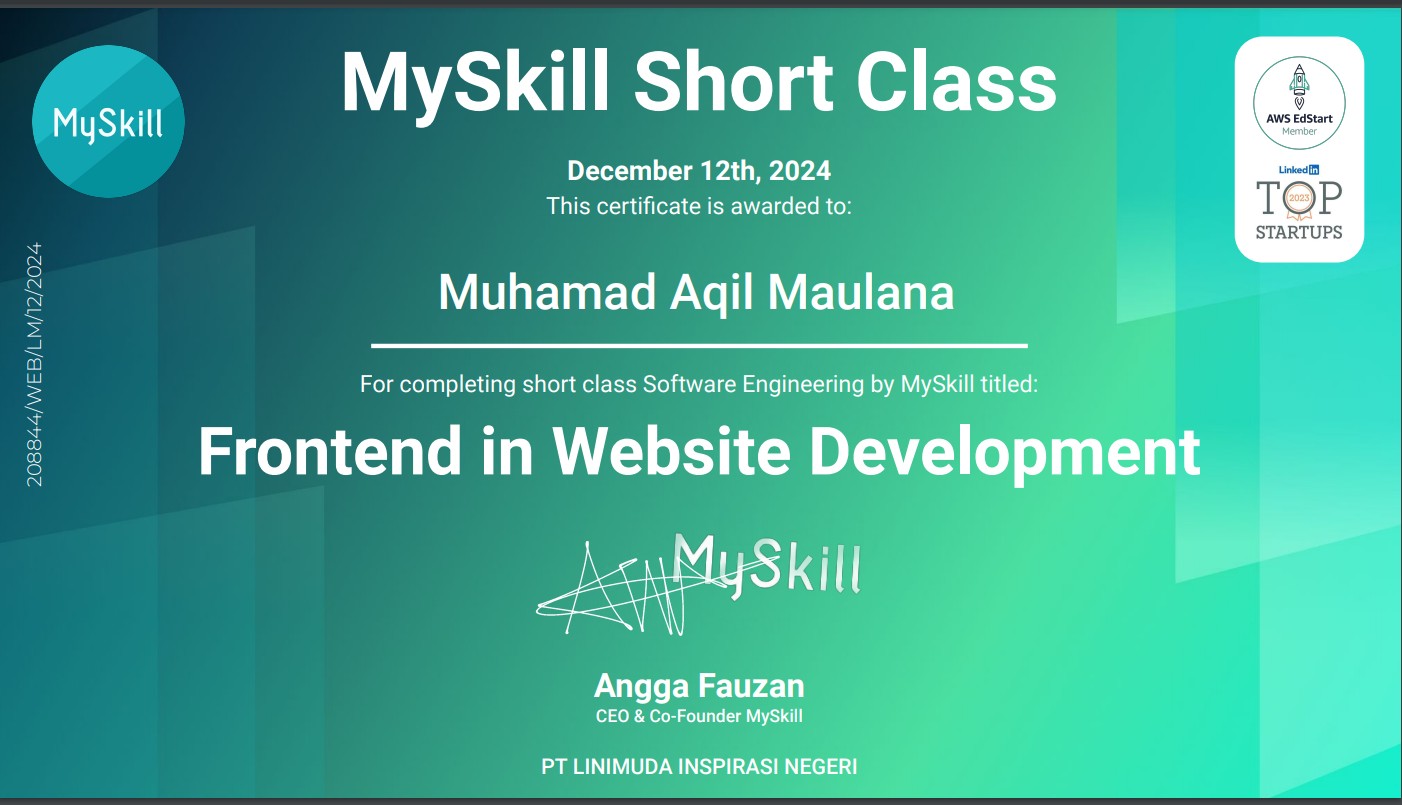 MySkill
MySkill Short Class
AWS EdStart
Member
LinkedIn
TOP
2023
STARTUPS
December 12th, 2024
This certificate is awarded to:
Muhamad Aqil Maulana
208844/WEB/LM/12/2024
For completing short class Software Engineering by MySkill titled:
Frontend in Website Development
MySkill
Angga Fauzan
CEO & Co-Founder MySkill
PT LINIMUDA INSPIRASI NEGERI